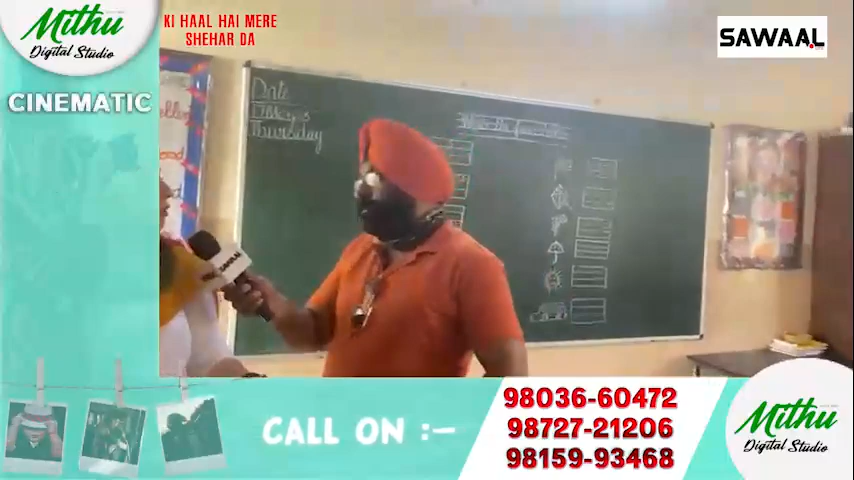 Mithu
Digital Studio
CINEMATIC
KI HAAL HAI MERE
SHEHAR DA
SAWAAL
Date
Thursday
SAWAAL
CALL ON :-
98036-60472
98727-21206
98159-93468
Mithu
Digital Studio